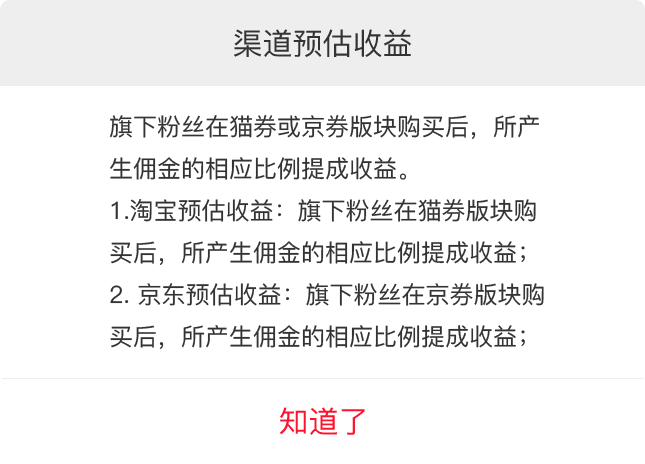 渠道预估收益
旗下粉丝在猫券或京券版块购买后，所产
生佣金的相应比例提成收益。
1.淘宝预估收益：旗下粉丝在猫券版块购
买后，所产生佣金的相应比例提成收益；
2. 京东预估收益：旗下粉丝在京券版块购
买后，所产生佣金的相应比例提成收益；
知道了